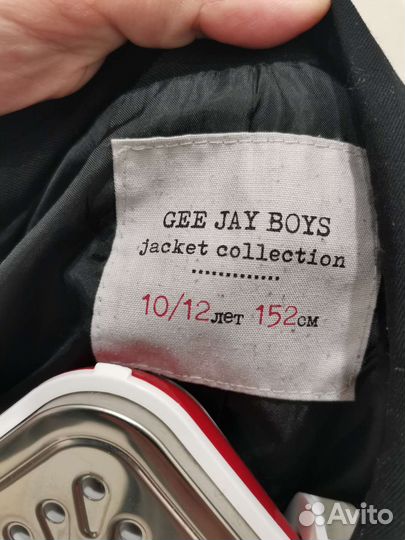 GEE JAY BOYS
jacket collection
10/12лет 152см
Avito